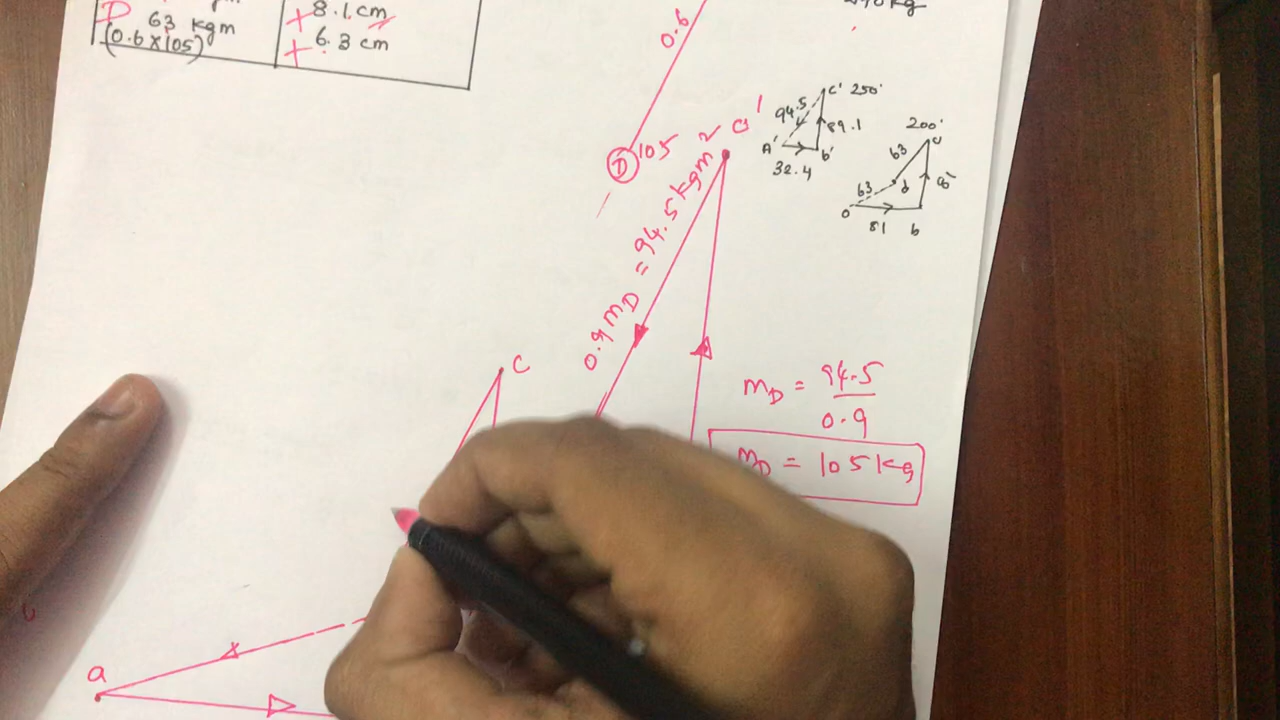 D 63 kgm
(0.6×105)
+ 8.1 cm
+ 6.3 cm
0.6
kg
D 105
c'
0.9 mD = 94.5 kgm²
C' 250'
94.5
89.1
A'
b'
32.4
200'
c
63
63
d
81
o
81 b
mD = 94.5
0.9
mD = 105 kg
c
a